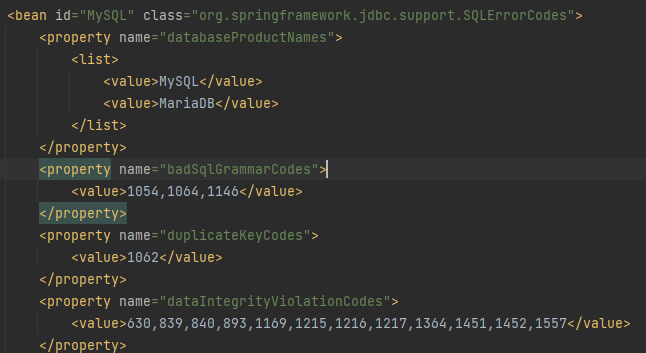 <bean id="MySQL" class="org.springframework.jdbc.support.SQLErrorCodes">
<property name="databaseProductNames">
<list>
<value>MySQL</value>
<value>MariaDB</value>
</list>
</property>
<property name="badSqlGrammarCodes">
<value>1054,1064,1146</value>
</property>
<property name="duplicateKeyCodes">
<value>1062</value>
</property>
<property name="dataIntegrityViolationCodes">
<value>630,839,840,893,1169,1215,1216,1217,1364,1451,1452,1557</value>
</property>